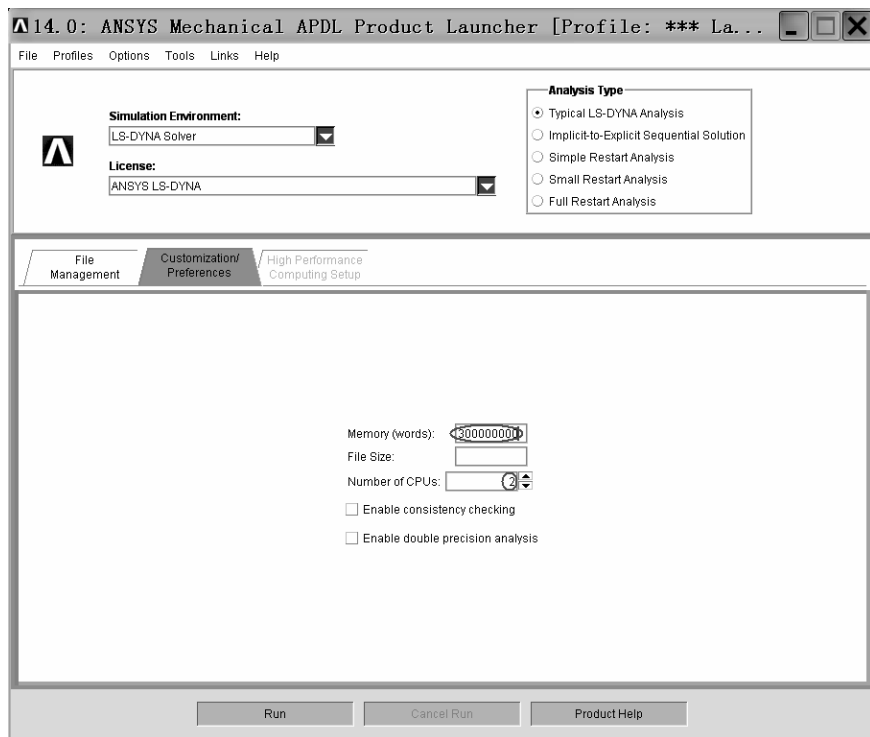 14.0: ANSYS Mechanical APDL Product Launcher [Profile: *** La...
File Profiles Options Tools Links Help
Analysis Type
Typical LS-DYNA Analysis
Implicit-to-Explicit Sequential Solution
Simple Restart Analysis
Small Restart Analysis
Full Restart Analysis
Simulation Environment:
LS-DYNA Solver
License:
ANSYS LS-DYNA
File
Management
Customization/
Preferences
High Performance
Computing Setup
Memory (words): 300000000
File Size:
Number of CPUs: 2
Enable consistency checking
Enable double precision analysis
Run Cancel Run Product Help